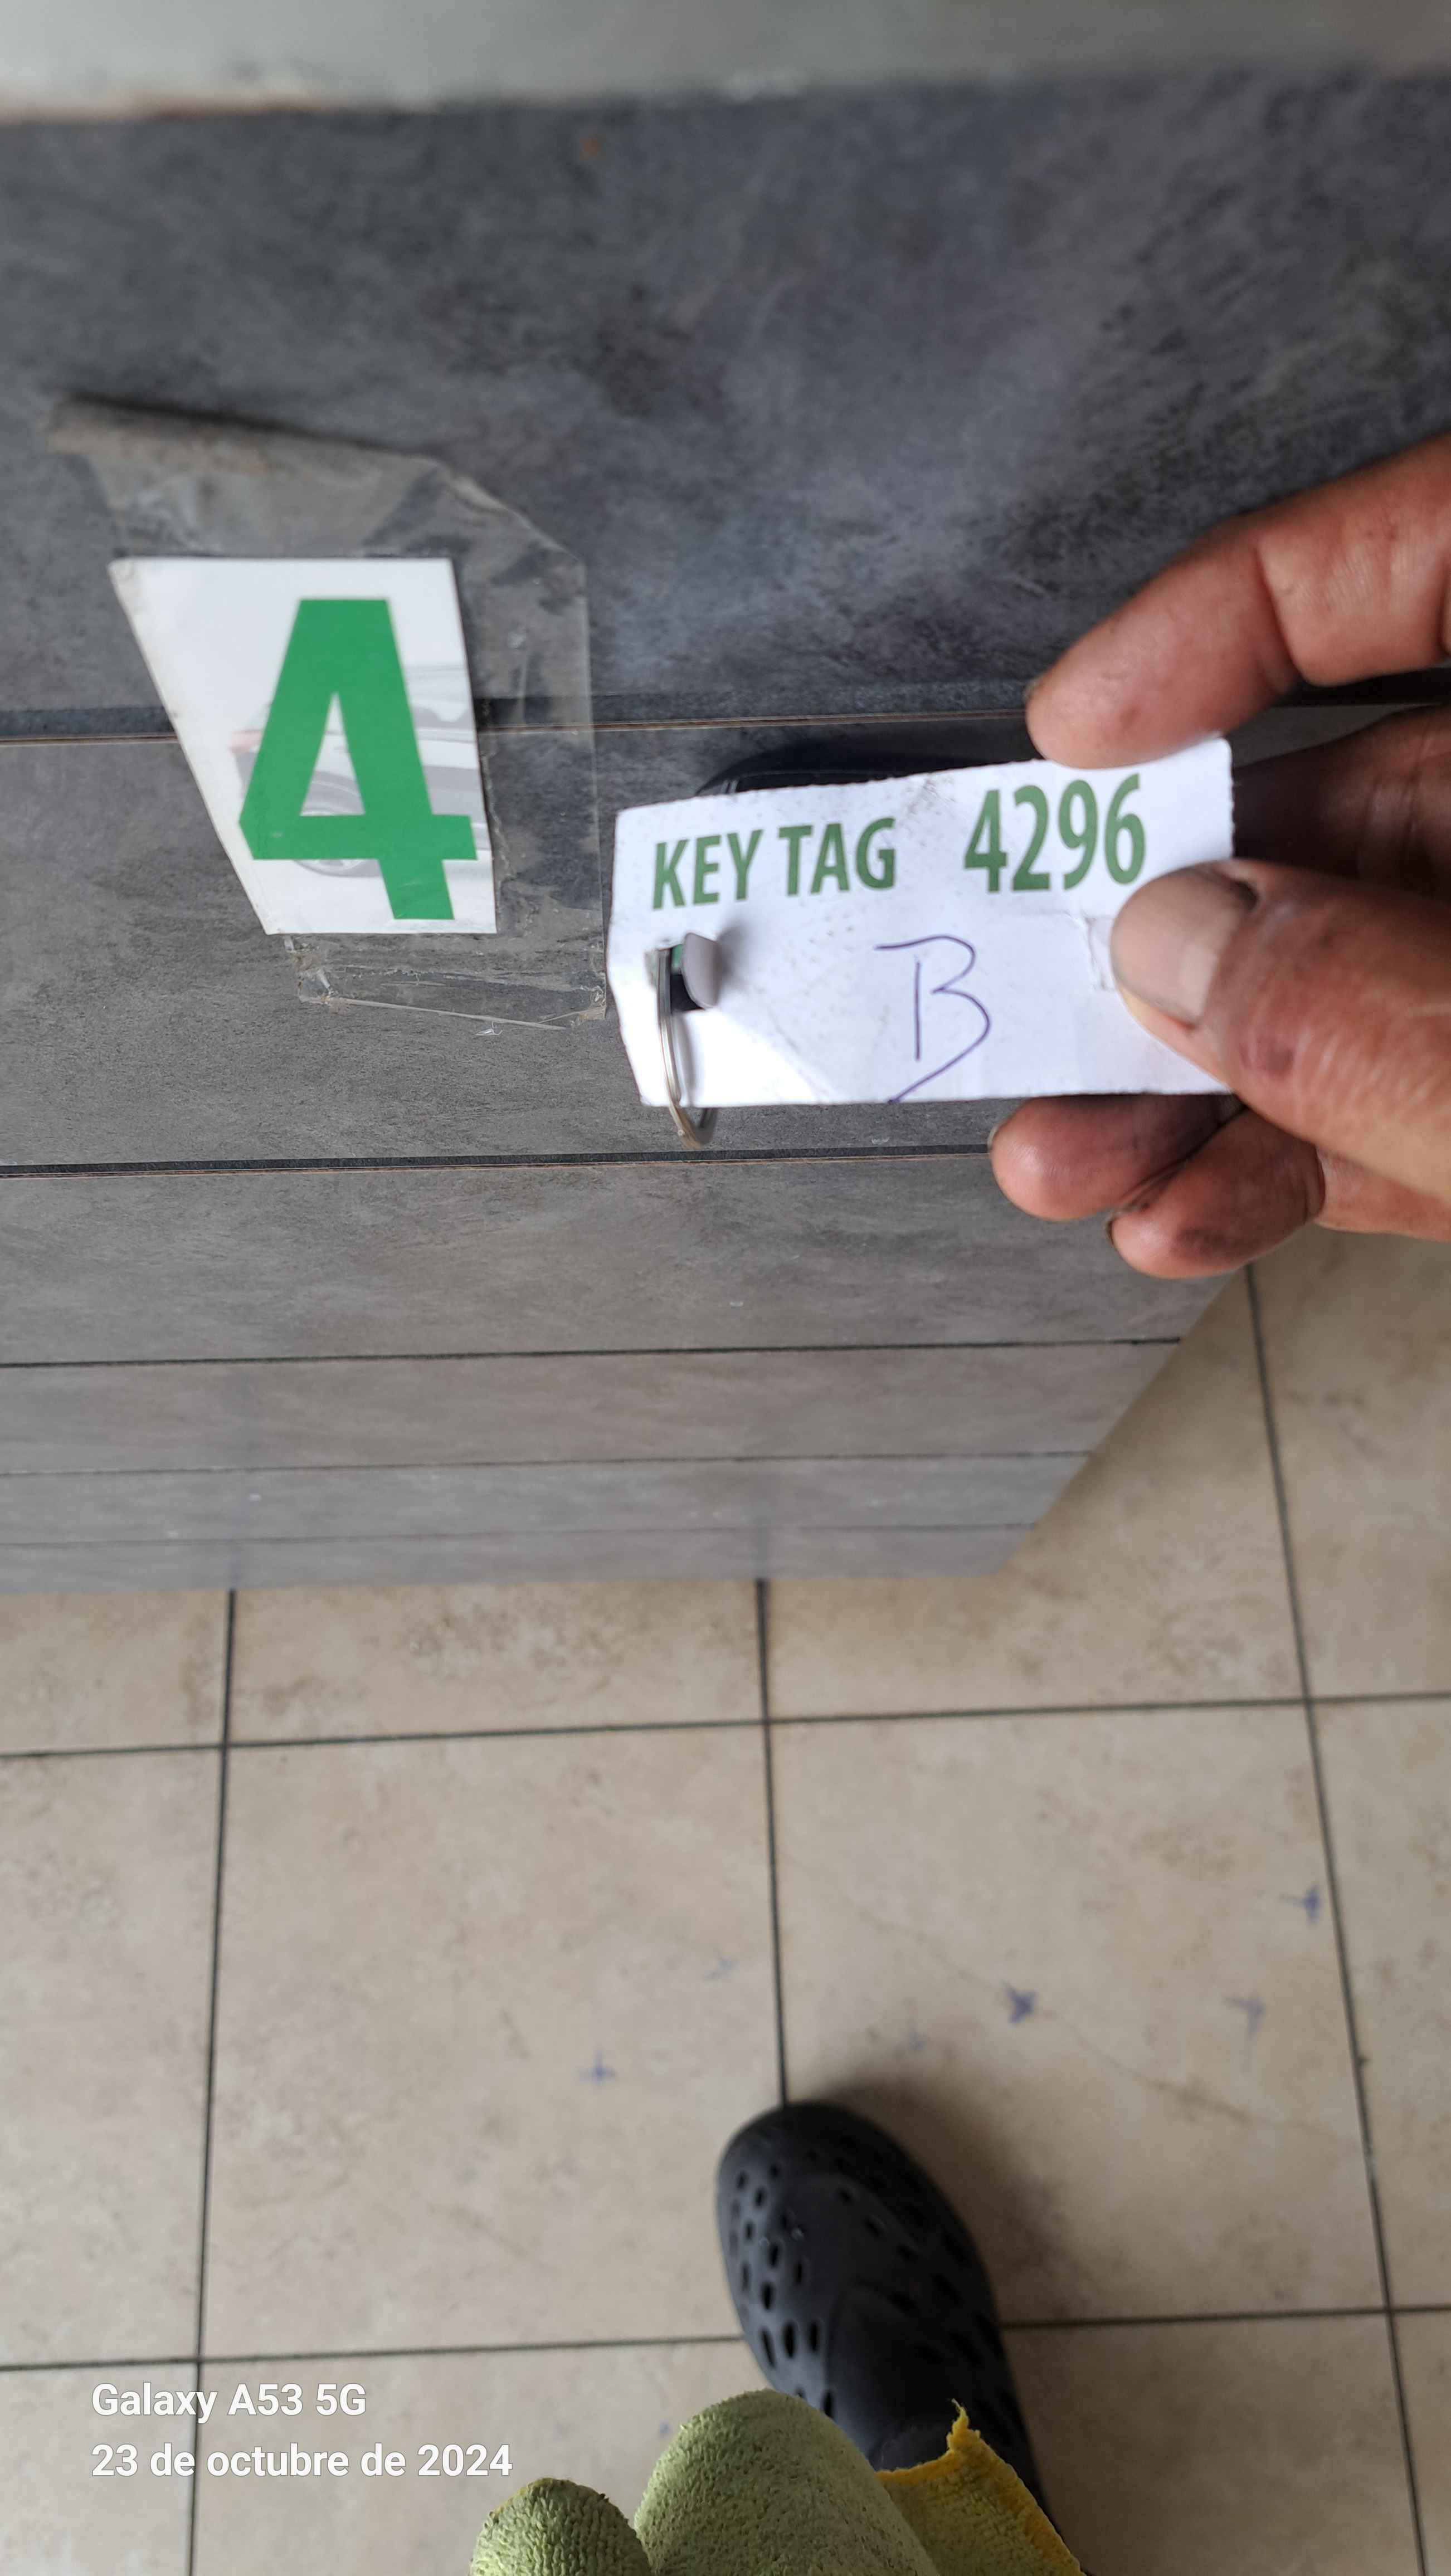 4
KEY TAG 4296
B
Galaxy A53 5G
23 de octubre de 2024